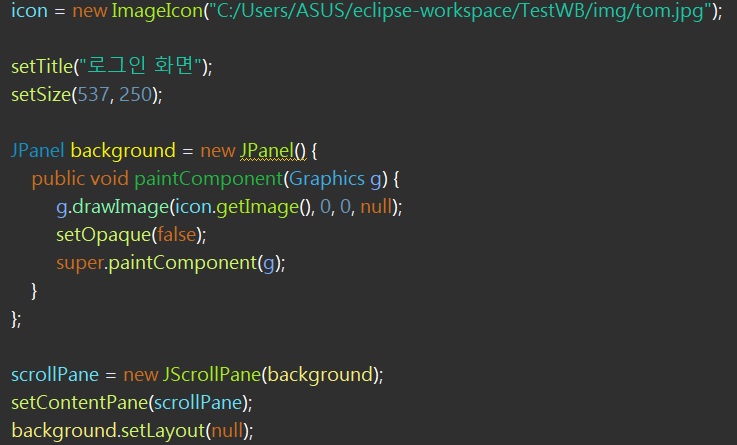 icon = new ImageIcon("C:/Users/ASUS/eclipse-workspace/TestWB/img/tom.jpg");
setTitle("로그인 화면");
setSize(537, 250);
JPanel background = new JPanel() {
public void paintComponent(Graphics g) {
g.drawImage(icon.getImage(), 0, 0, null);
setOpaque(false);
super.paintComponent(g);
}
};
scrollPane = new JScrollPane(background);
setContentPane(scrollPane);
background.setLayout(null);